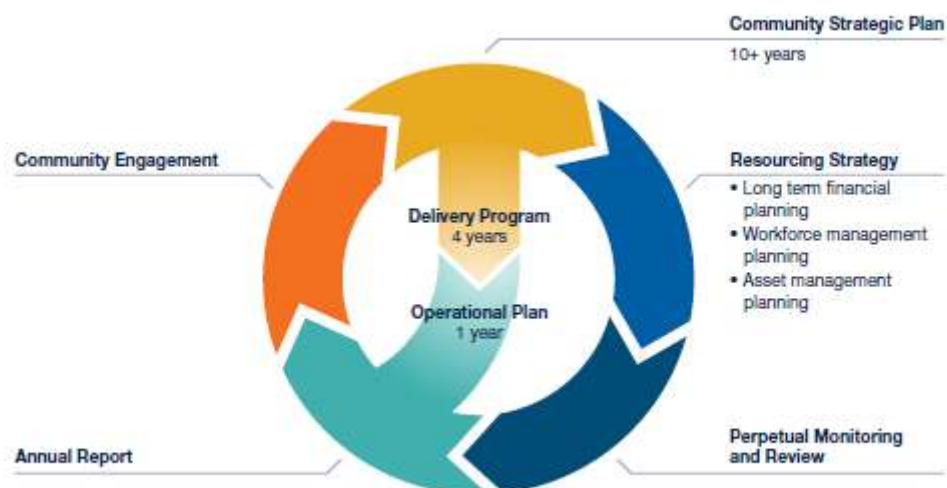 Community Strategic Plan
10+ years
Community Engagement
Resourcing Strategy
• Long term financial
planning
• Workforce management
planning
• Asset management
planning
Delivery Program
4 years
Operational Plan
1 year
Annual Report
Perpetual Monitoring
and Review